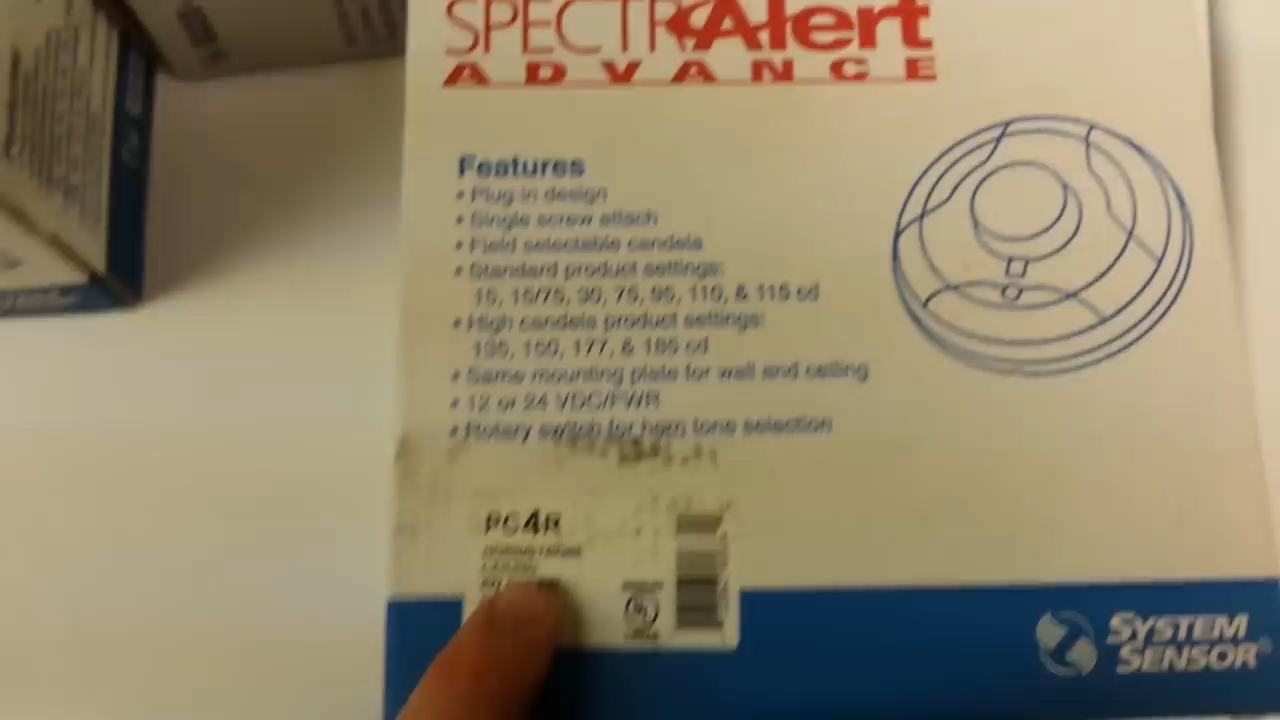 SPECTRAlert
ADVANCE
Features
• Plug-in design
• Single screw attach
• Field selectable candela
• Standard product settings:
15, 15/75, 30, 75, 95, 110, & 115 cd
• High candela product settings:
135, 150, 177, & 185 cd
• Same mounting plate for wall and ceiling
• 12 or 24 VDC/FWR
• Rotary switch for horn tone selection
PC4R
UL
SYSTEM
SENSOR®